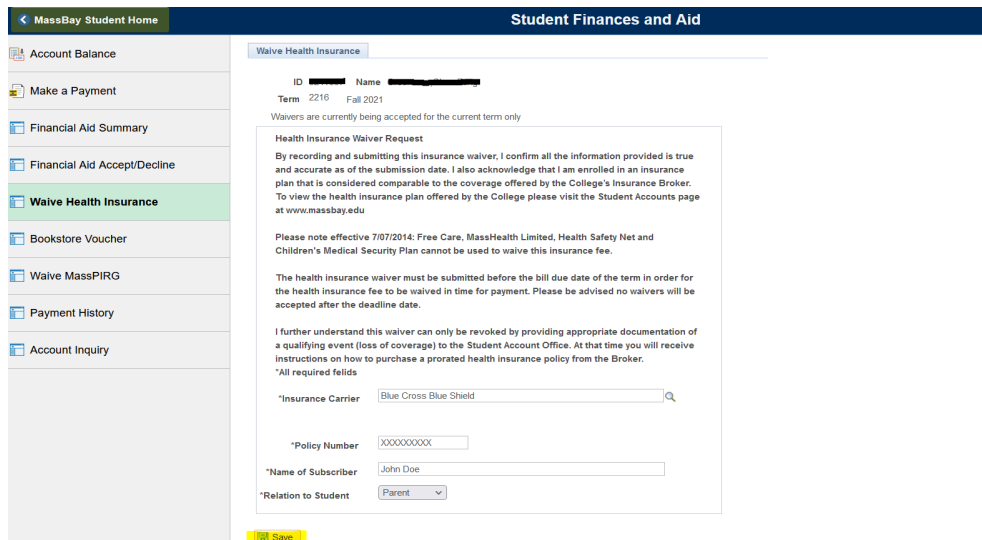 MassBay Student Home
Student Finances and Aid
Account Balance
Make a Payment
Financial Aid Summary
Financial Aid Accept/Decline
Waive Health Insurance
Bookstore Voucher
Waive MassPIRG
Payment History
Account Inquiry
Waive Health Insurance
ID Name
Term 2216 Fall 2021
Waivers are currently being accepted for the current term only
Health Insurance Waiver Request
By recording and submitting this insurance waiver, I confirm all the information provided is true
and accurate as of the submission date. I also acknowledge that I am enrolled in an insurance
plan that is considered comparable to the coverage offered by the College's Insurance Broker.
To view the health insurance plan offered by the College please visit the Student Accounts page
at www.massbay.edu
Please note effective 7/07/2014: Free Care, MassHealth Limited, Health Safety Net and
Children's Medical Security Plan cannot be used to waive this insurance fee.
The health insurance waiver must be submitted before the bill due date of the term in order for
the health insurance fee to be waived in time for payment. Please be advised no waivers will be
accepted after the deadline date.
I further understand this waiver can only be revoked by providing appropriate documentation of
a qualifying event (loss of coverage) to the Student Account Office. At that time you will receive
instructions on how to purchase a prorated health insurance policy from the Broker.
*All required felids
*Insurance Carrier Blue Cross Blue Shield
*Policy Number XXXXXXXXX
*Name of Subscriber John Doe
*Relation to Student Parent
Save